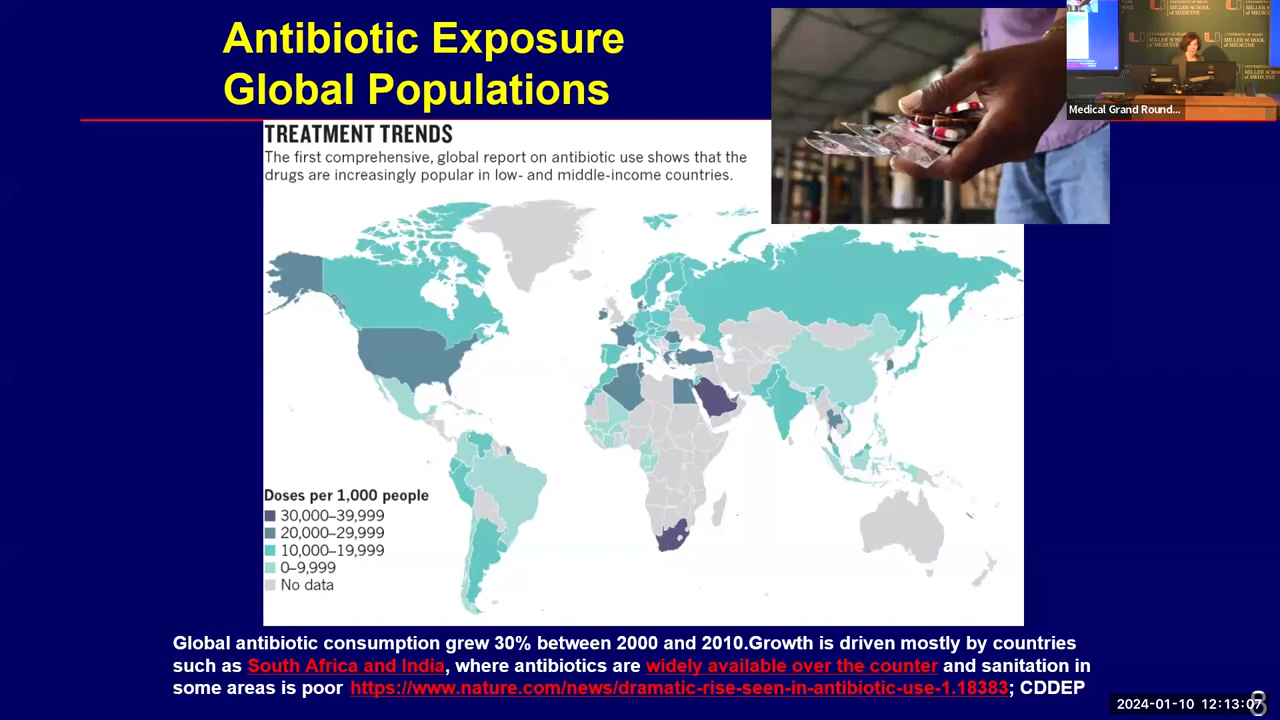 Antibiotic Exposure
Global Populations
TREATMENT TRENDS
The first comprehensive, global report on antibiotic use shows that the
drugs are increasingly popular in low- and middle-income countries.
Doses per 1,000 people
30,000–39,999
20,000–29,999
10,000–19,999
0–9,999
No data
Global antibiotic consumption grew 30% between 2000 and 2010.Growth is driven mostly by countries
such as South Africa and India, where antibiotics are widely available over the counter and sanitation in
some areas is poor https://www.nature.com/news/dramatic-rise-seen-in-antibiotic-use-1.18383; CDDEP
Medical Grand Round...
MILLER SCHOOL
of MEDICINE
2024-01-10 12:13:07
8